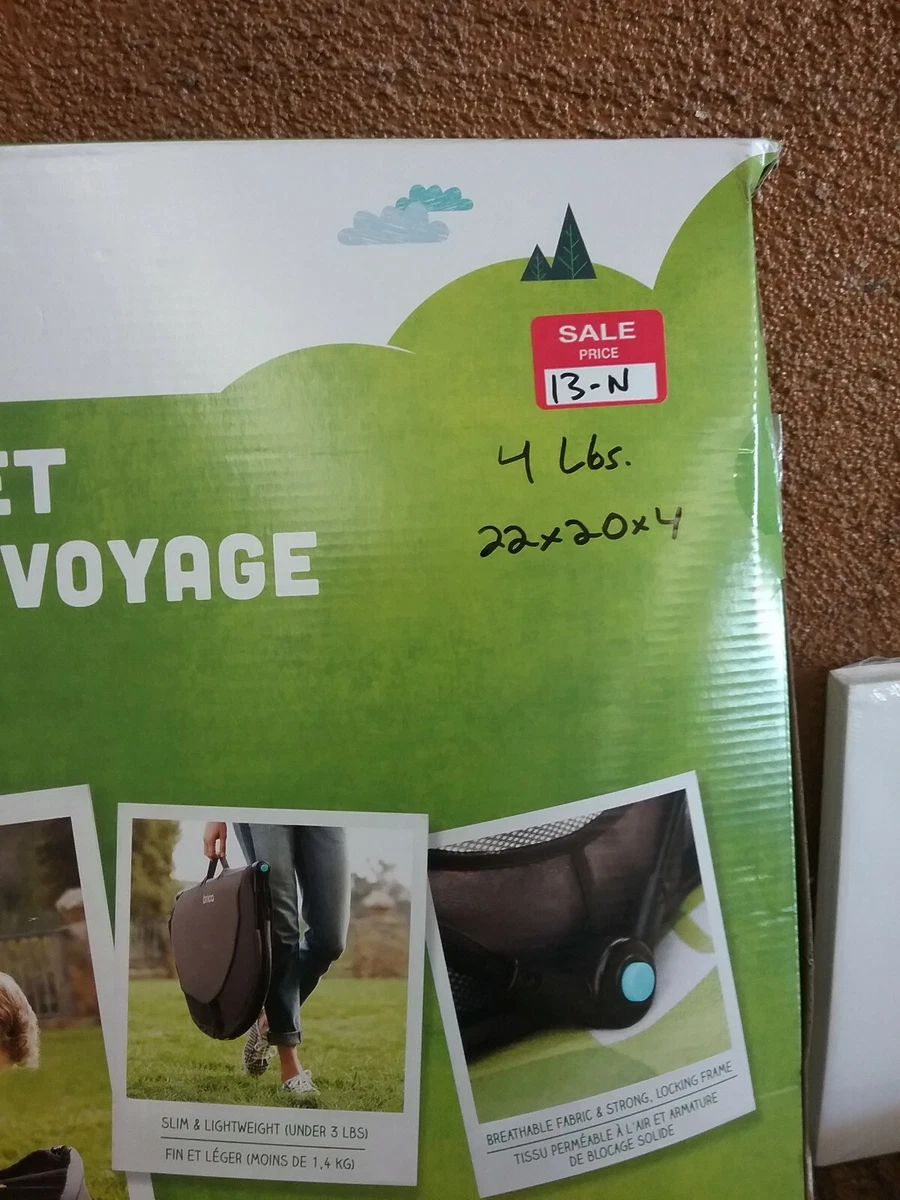 SALE
PRICE
13-N
4 Lbs.
22x20x4
ET
VOYAGE
brica
SLIM & LIGHTWEIGHT (UNDER 3 LBS)
FIN ET LÉGER (MOINS DE 1,4 KG)
BREATHABLE FABRIC & STRONG, LOCKING FRAME
TISSU PERMÉABLE À L'AIR ET ARMATURE
DE BLOCAGE SOLIDE